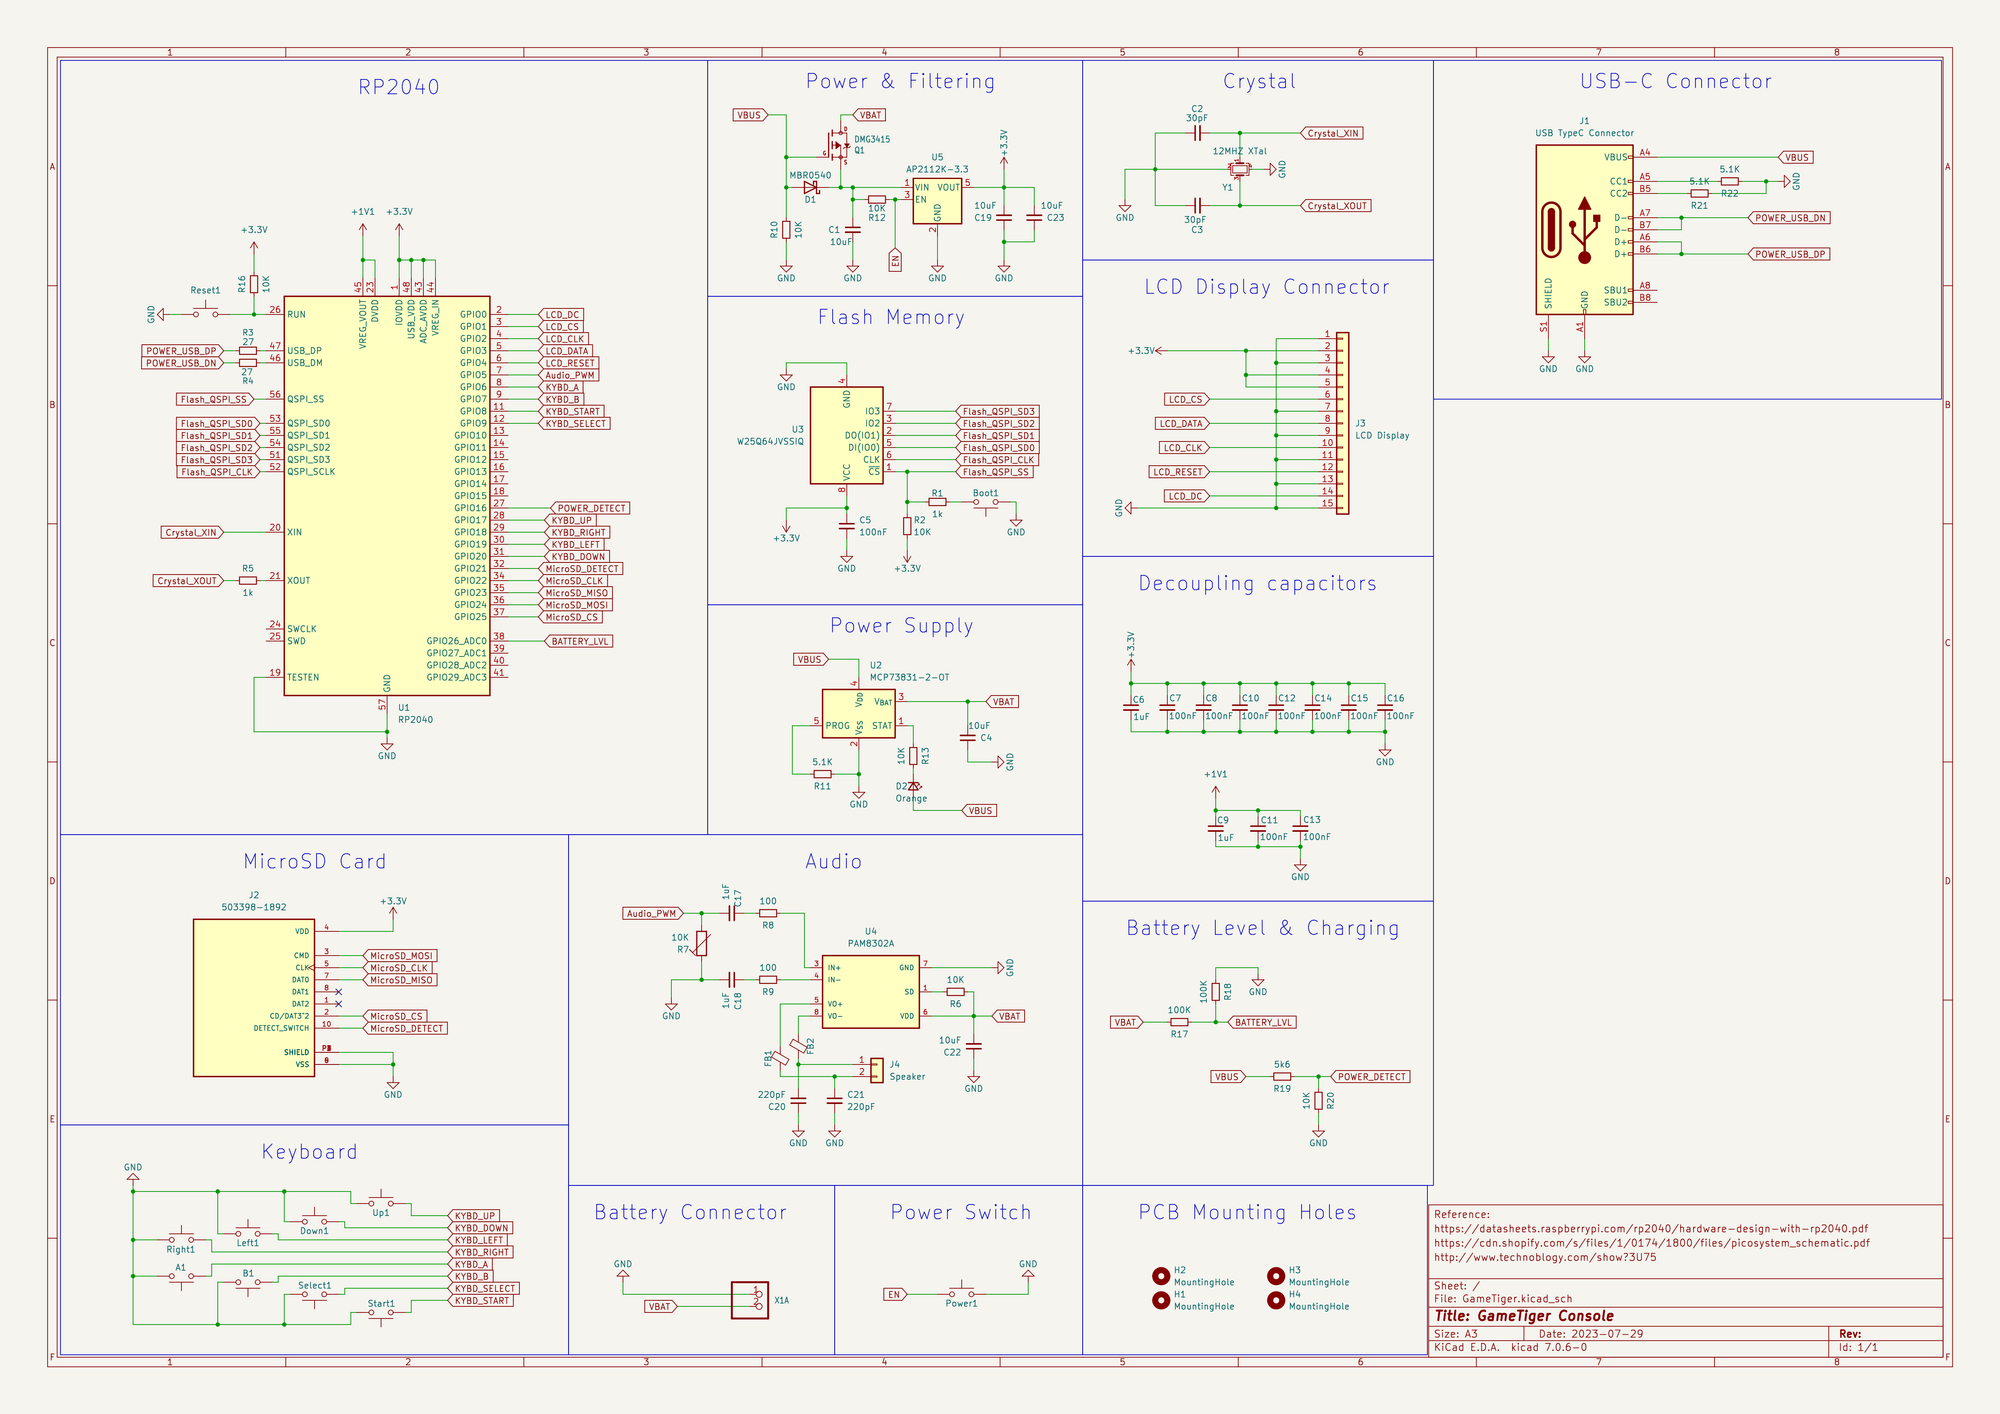 1 2 3 4 5 6 7 8
A
B
C
D
E
F
RP2040
+1V1
+3.3V
+3.3V
R16
10K
Reset1
GND
45 23 1 48 43 44
VREG_VOUT
DVDD
IOVDD
USB_VDD
ADC_AVDD
VREG_IN
26 RUN
R3
27
POWER_USB_DP 47 USB_DP
POWER_USB_DN 46 USB_DM
27
R4
Flash_QSPI_SS 56 QSPI_SS
Flash_QSPI_SD0 53 QSPI_SD0
Flash_QSPI_SD1 55 QSPI_SD1
Flash_QSPI_SD2 54 QSPI_SD2
Flash_QSPI_SD3 51 QSPI_SD3
Flash_QSPI_CLK 52 QSPI_SCLK
Crystal_XIN 20 XIN
R5
Crystal_XOUT 21 XOUT
1k
24 SWCLK
25 SWD
19 TESTEN
GND
57
GND
U1
RP2040
GPIO0 2 LCD_DC
GPIO1 3 LCD_CS
GPIO2 4 LCD_CLK
GPIO3 5 LCD_DATA
GPIO4 6 LCD_RESET
GPIO5 7 Audio_PWM
GPIO6 8 KYBD_A
GPIO7 9 KYBD_B
GPIO8 11 KYBD_START
GPIO9 12 KYBD_SELECT
GPIO10 13
GPIO11 14
GPIO12 15
GPIO13 16
GPIO14 17
GPIO15 18
GPIO16 27 POWER_DETECT
GPIO17 28 KYBD_UP
GPIO18 29 KYBD_RIGHT
GPIO19 30 KYBD_LEFT
GPIO20 31 KYBD_DOWN
GPIO21 32 MicroSD_DETECT
GPIO22 34 MicroSD_CLK
GPIO23 35 MicroSD_MISO
GPIO24 36 MicroSD_MOSI
GPIO25 37 MicroSD_CS
GPIO26_ADC0 38 BATTERY_LVL
GPIO27_ADC1 39
GPIO28_ADC2 40
GPIO29_ADC3 41
Power & Filtering
VBUS
VBAT
D
G
S
DMG3415
Q1
MBR0540
D1
R10
10K
GND
C1
10uF
GND
10K
R12
EN
U5
AP2112K-3.3
1 VIN VOUT 5
3 EN
GND
2
GND
+3.3V
10uF
C19
10uF
C23
GND
Crystal
C2
30pF
Crystal_XIN
12MHZ XTal
GND
Y1
GND
30pF
C3
Crystal_XOUT
USB-C Connector
J1
USB TypeC Connector
VBUS A4 VBUS
CC1 A5
CC2 B5
5.1K
R22
5.1K
R21
GND
D- A7 POWER_USB_DN
D- B7
D+ A6
D+ B6 POWER_USB_DP
SBU1 A8
SBU2 B8
SHIELD
GND
S1
A1
GND
GND
Flash Memory
GND
4
GND
U3
W25Q64JVSSIQ
IO3 7 Flash_QSPI_SD3
IO2 3 Flash_QSPI_SD2
DO(IO1) 2 Flash_QSPI_SD1
DI(IO0) 5 Flash_QSPI_SD0
CLK 6 Flash_QSPI_CLK
CS 1 Flash_QSPI_SS
VCC
8
+3.3V
C5
100nF
GND
R1
1k
Boot1
R2
10K
+3.3V
GND
LCD Display Connector
+3.3V
LCD_CS
LCD_DATA
LCD_CLK
LCD_RESET
LCD_DC
GND
1
2
3
4
5
6
7
8
9
10
11
12
13
14
15
J3
LCD Display
Power Supply
VBUS
U2
MCP73831-2-OT
4
VDD
VBAT 3 VBAT
5 PROG STAT 1
VSS
2
5.1K
R11
GND
10uF
C4
GND
10K
R13
D2
Orange
VBUS
Decoupling capacitors
+3.3V
C6
1uF
C7
100nF
C8
100nF
C10
100nF
C12
100nF
C14
100nF
C15
100nF
C16
100nF
GND
+1V1
C9
1uF
C11
100nF
C13
100nF
GND
MicroSD Card
J2
503398-1892
+3.3V
VDD 4
CMD 3 MicroSD_MOSI
CLK 5 MicroSD_CLK
DAT0 7 MicroSD_MISO
DAT1 8
DAT2 1
CD/DAT3*2 2 MicroSD_CS
DETECT_SWITCH 10 MicroSD_DETECT
SHIELD
VSS
GND
Audio
Audio_PWM
1uF
C17
100
R8
10K
R7
1uF
C18
100
R9
GND
U4
PAM8302A
3 IN+ GND 7
4 IN- SD 1
5 VO+ VDD 6
8 VO-
GND
10K
R6
VBAT
10uF
C22
GND
FB1
FB2
1
2
J4
Speaker
220pF
C20
C21
220pF
GND
GND
Battery Level & Charging
R18
100K
GND
VBAT
100K
R17
BATTERY_LVL
VBUS
5k6
R19
POWER_DETECT
10K
R20
GND
Keyboard
GND
Up1
Down1
Left1
Right1
A1
B1
Select1
Start1
KYBD_UP
KYBD_DOWN
KYBD_LEFT
KYBD_RIGHT
KYBD_A
KYBD_B
KYBD_SELECT
KYBD_START
Battery Connector
GND
VBAT
1
2
X1A
Power Switch
EN
Power1
GND
PCB Mounting Holes
H2
MountingHole
H1
MountingHole
H3
MountingHole
H4
MountingHole
Reference:
https://datasheets.raspberrypi.com/rp2040/hardware-design-with-rp2040.pdf
https://cdn.shopify.com/s/files/1/0174/1800/files/picosystem_schematic.pdf
http://www.technoblogy.com/show?3U75
Sheet: /
File: GameTiger.kicad_sch
Title: GameTiger Console
Size: A3 Date: 2023-07-29 Rev:
KiCad E.D.A. kicad 7.0.6-0 Id: 1/1
1 2 3 4 5 6 7 8
A
B
C
D
E
F